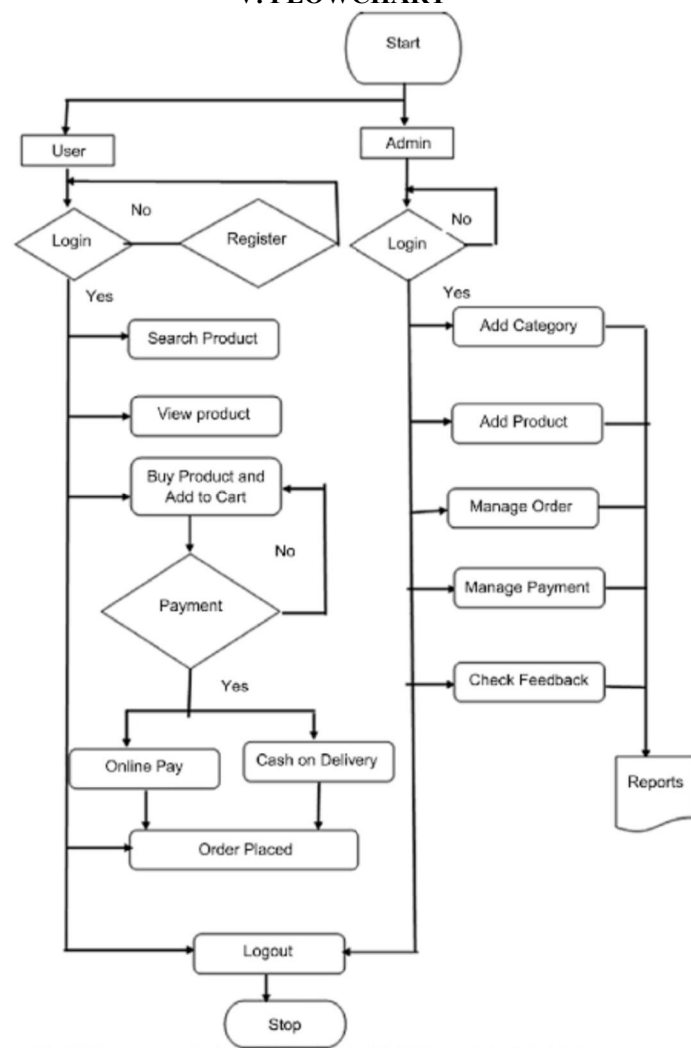 V. FLOWCHART
Start
User
Admin
No
No
Login
Register
Login
Yes
Yes
Search Product
Add Category
View product
Add Product
Buy Product and
Add to Cart
Manage Order
No
Payment
Manage Payment
Yes
Check Feedback
Online Pay
Cash on Delivery
Reports
Order Placed
Logout
Stop